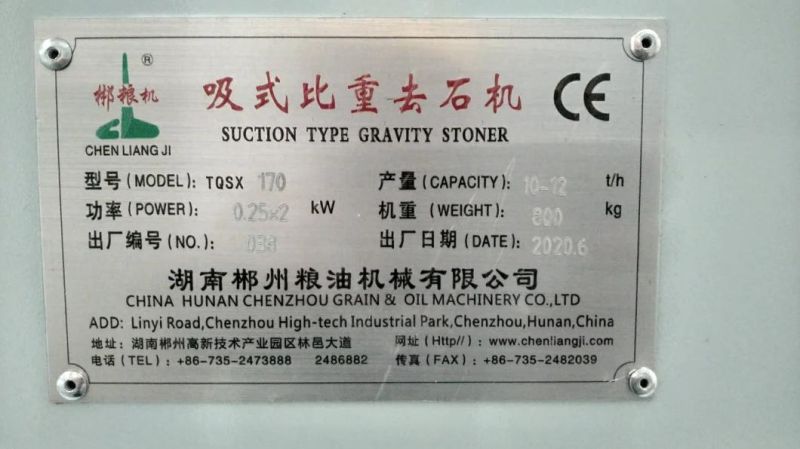 ®
郴粮机
CHEN LIANG JI
吸式比重去石机
SUCTION TYPE GRAVITY STONER
CE
型号(MODEL): TQSX 170 产量(CAPACITY): 10-12 t/h
功率(POWER): 0.25×2 kW 机重(WEIGHT): 800 kg
出厂编号(NO.): 034 出厂日期(DATE): 2020.6
湖南郴州粮油机械有限公司
CHINA HUNAN CHENZHOU GRAIN & OIL MACHINERY CO.,LTD
ADD: Linyi Road,Chenzhou High-tech Industrial Park,Chenzhou,Hunan,China
地址: 湖南郴州高新技术产业园区林邑大道 网址(Http//): www.chenliangji.com
电话(TEL): +86-735-2473888 2486882 传真(FAX): +86-735-2482039